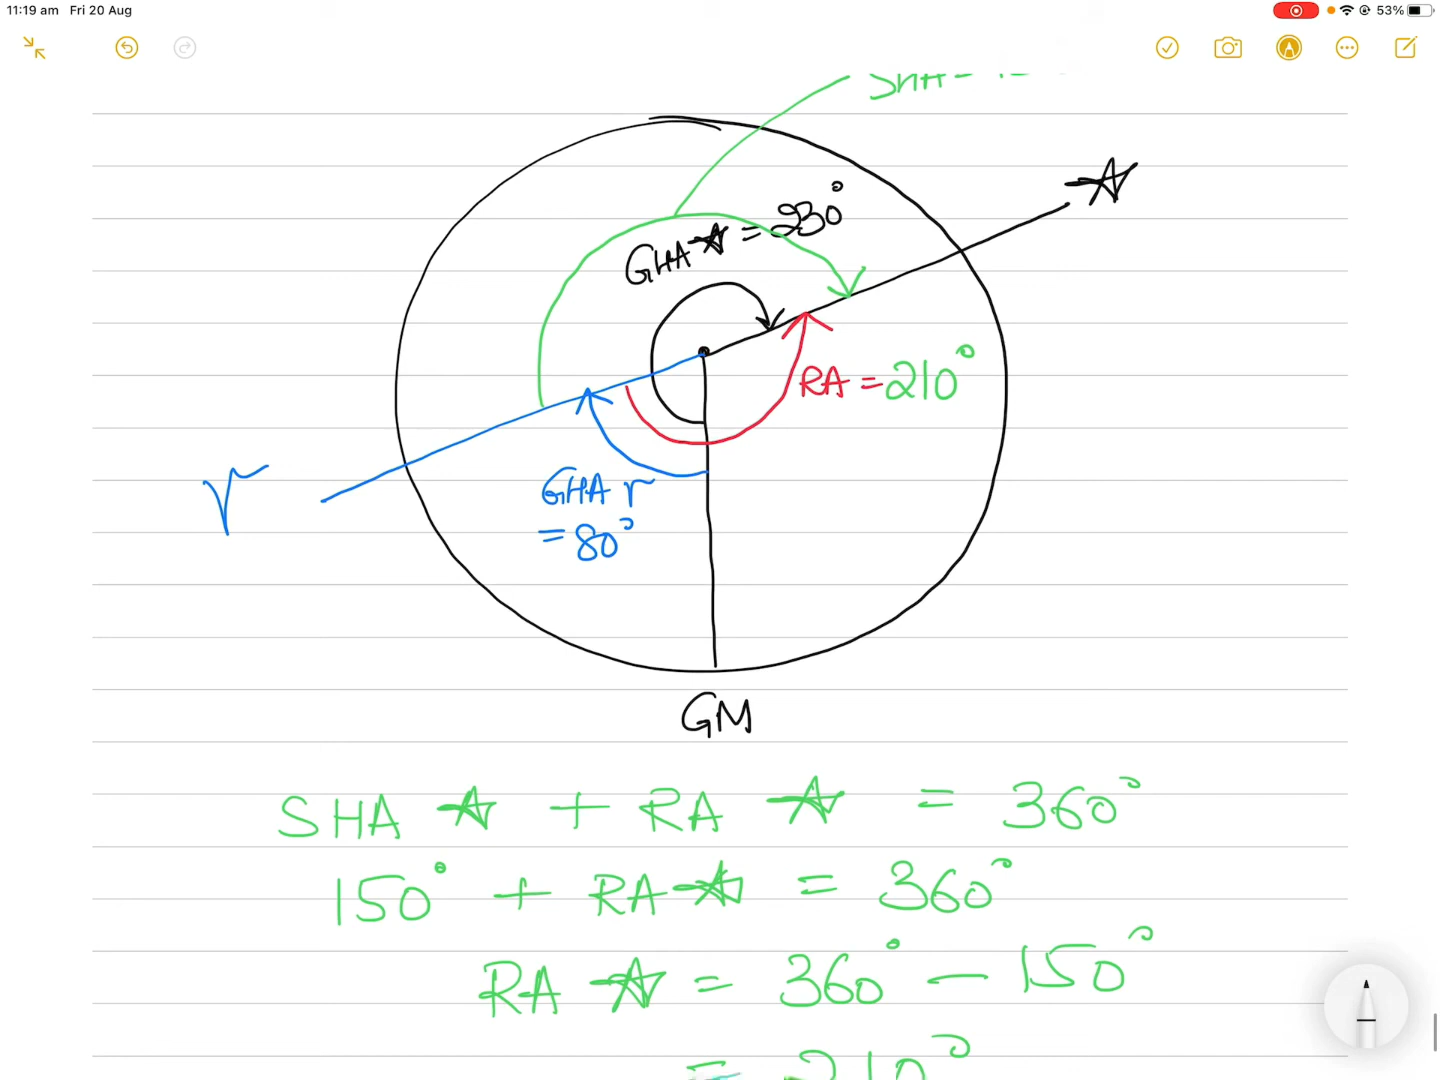 11:19 am Fri 20 Aug
53%
GHA ☆ = 230°
RA = 210°
♈
GHA ♈
= 80°
GM
SHA ☆ + RA ☆ = 360°
150° + RA ☆ = 360°
RA ☆ = 360° – 150°
= 210°